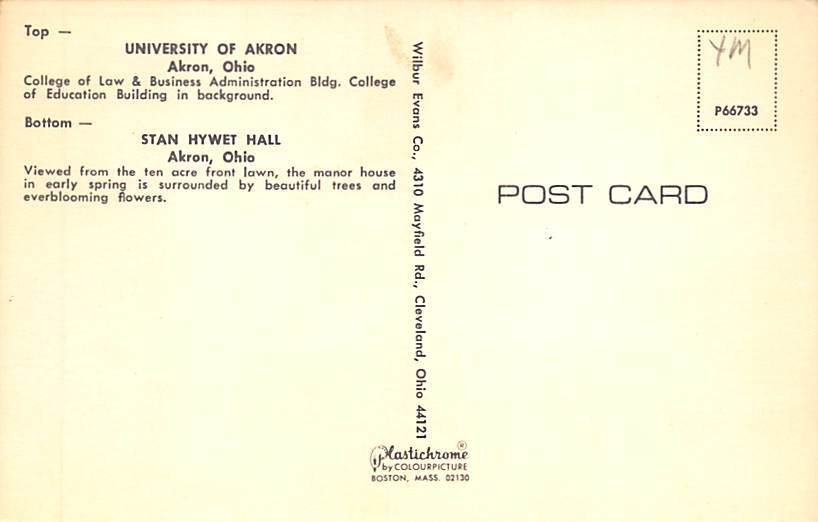 Top —
UNIVERSITY OF AKRON
Akron, Ohio
College of Law & Business Administration Bldg. College
of Education Building in background.
Bottom —
STAN HYWET HALL
Akron, Ohio
Viewed from the ten acre front lawn, the manor house
in early spring is surrounded by beautiful trees and
everblooming flowers.
Wilbur Evans Co., 4310 Mayfield Rd., Cleveland, Ohio 44121
Plastichrome®
by COLOURPICTURE
BOSTON, MASS. 02130
P66733
POST CARD